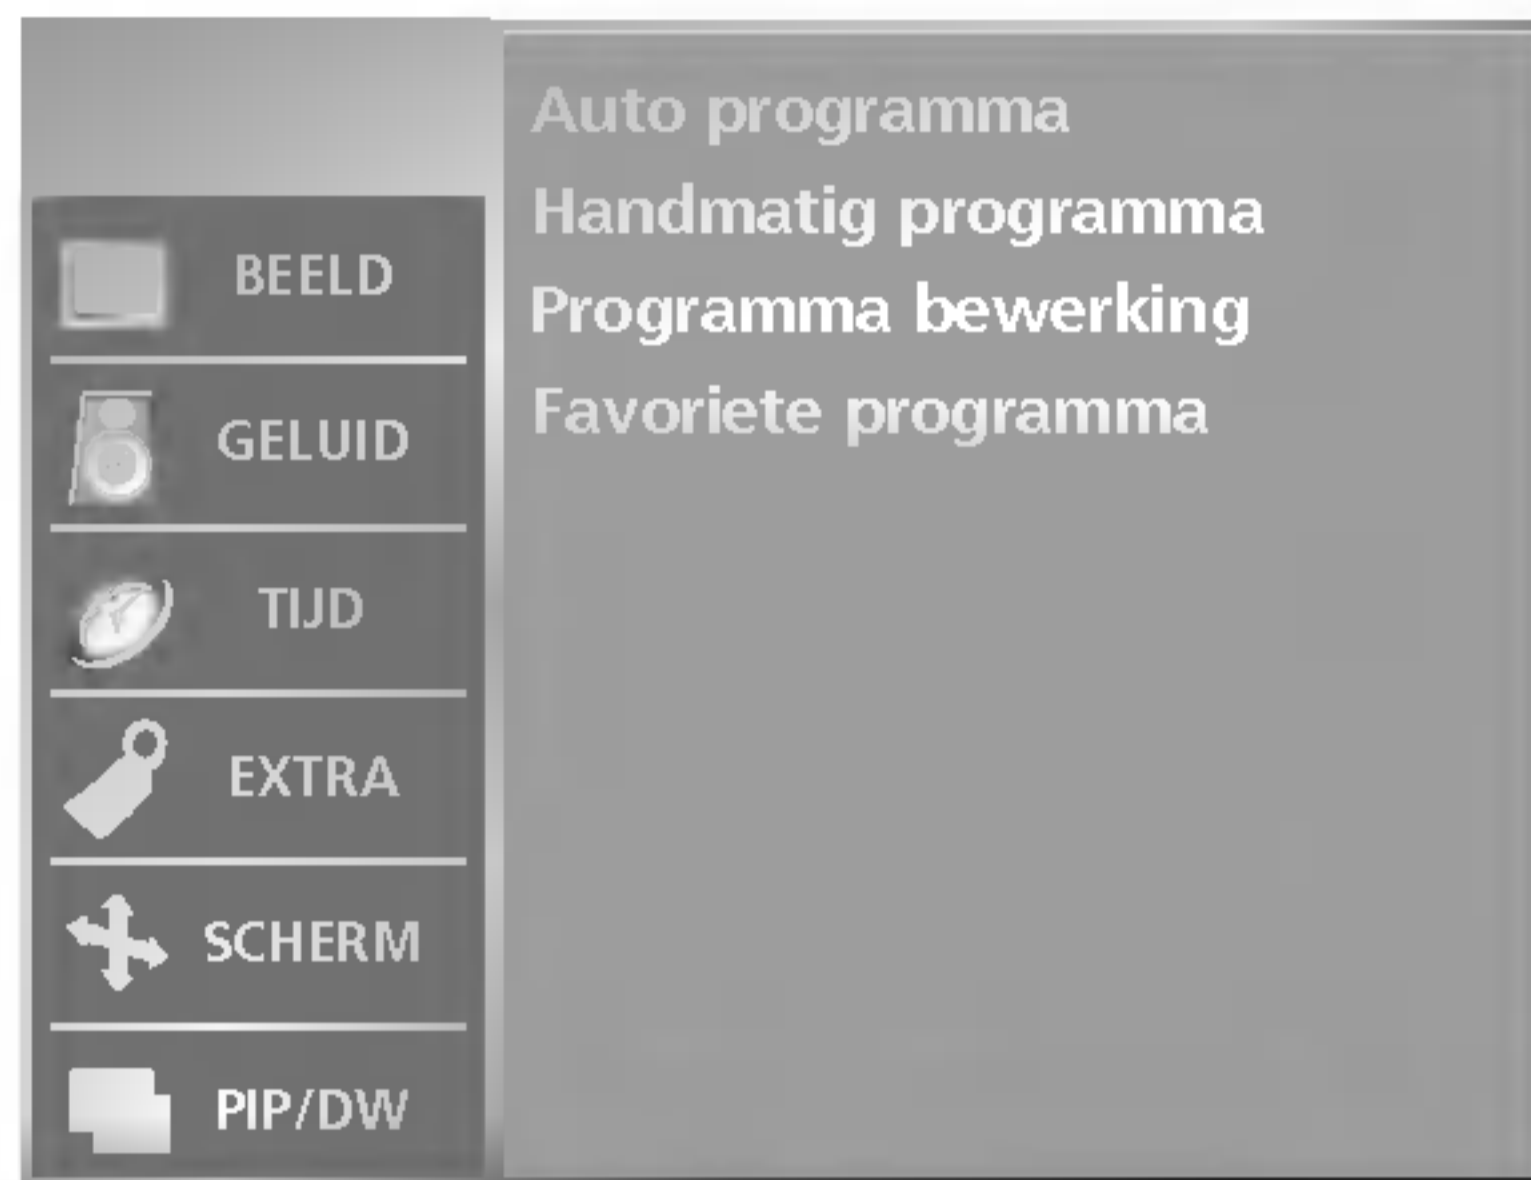 Auto programma
Handmatig programma
Programma bewerking
Favoriete programma
BEELD
GELUID
TIJD
EXTRA
SCHERM
PIP/DW